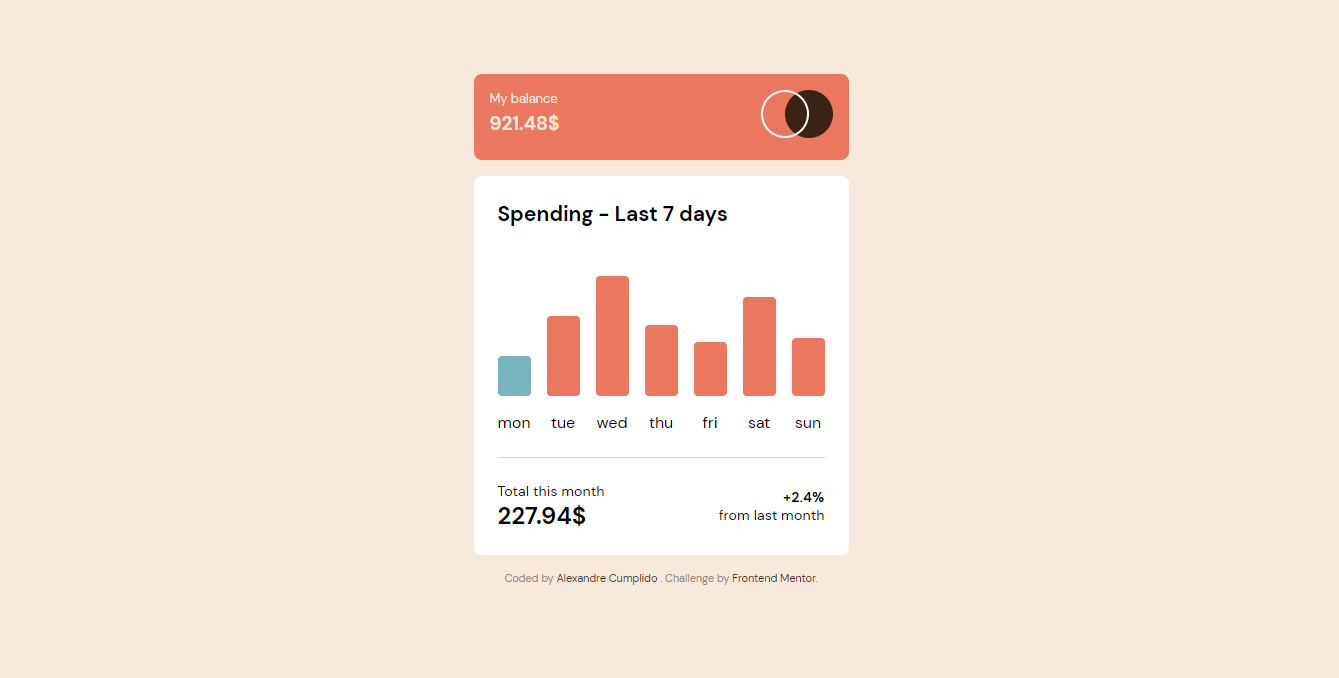 My balance
921.48$
Spending - Last 7 days
mon tue wed thu fri sat sun
Total this month
227.94$
+2.4%
from last month
Coded by Alexandre Cumplido . Challenge by Frontend Mentor.